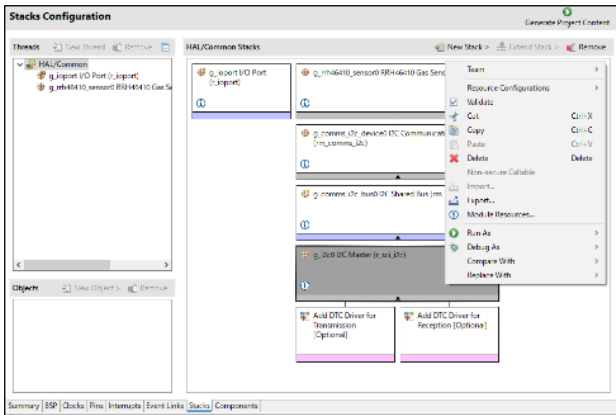 Stacks Configuration
Generate Project Content
Threads New Thread Remove
HAL/Common Stacks New Stack > Extend Stack > Remove
HAL/Common
g_ioport I/O Port (r_ioport)
g_rrh46410_sensor0 RRH46410 Gas Se
g_ioport I/O Port
(r_ioport)
g_rrh46410_sensor0 RRH46410 Gas Sens
g_comms_i2c_device0 I2C Communicat
(rm_comms_i2c)
g_comms_i2c_bus0 I2C Shared Bus (rm_
g_i2c0 I2C Master (r_sci_i2c)
Add DTC Driver for
Transmission
[Optional]
Add DTC Driver for
Reception [Optional]
Team >
Resource Configurations >
Validate
Cut Ctrl+X
Copy Ctrl+C
Paste Ctrl+V
Delete Delete
Non-secure Callable
Import...
Export...
Module Resources...
Run As >
Debug As >
Compare With >
Replace With >
Objects New Object > Remove
Summary BSP Clocks Pins Interrupts Event Links Stacks Components